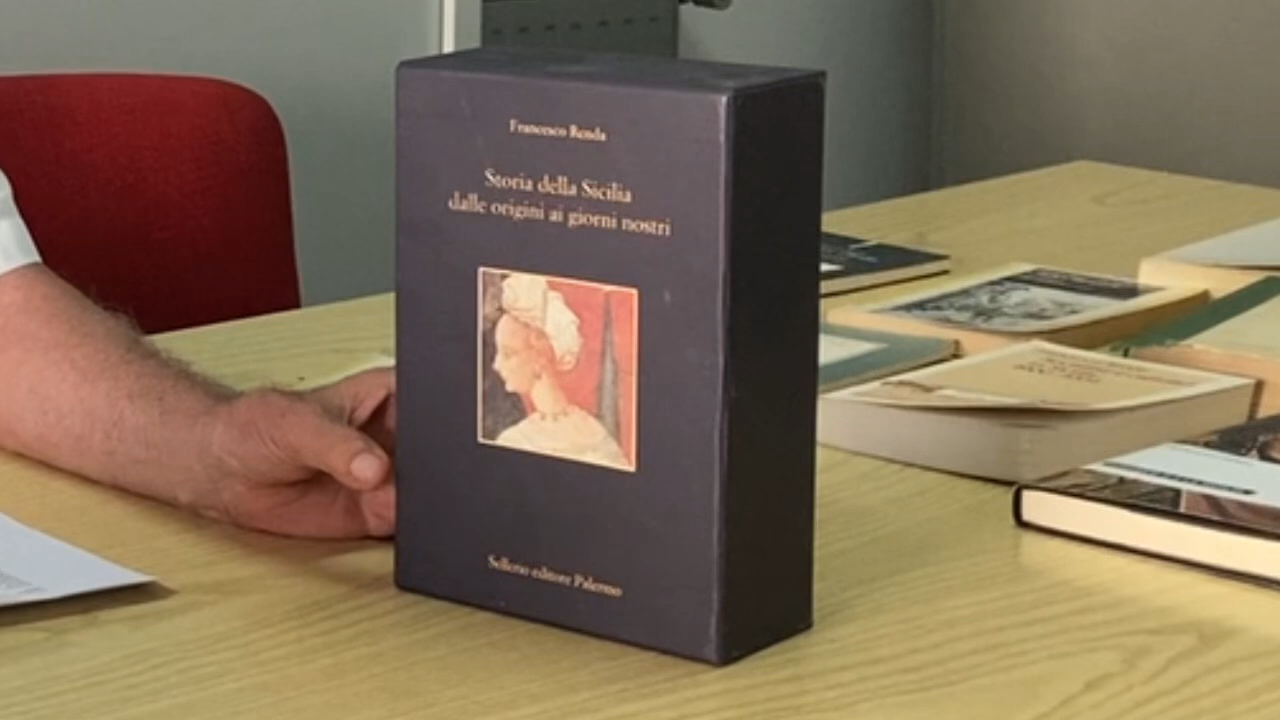 Francesco Renda
Storia della Sicilia
dalle origini ai giorni nostri
Sellerio editore Palermo